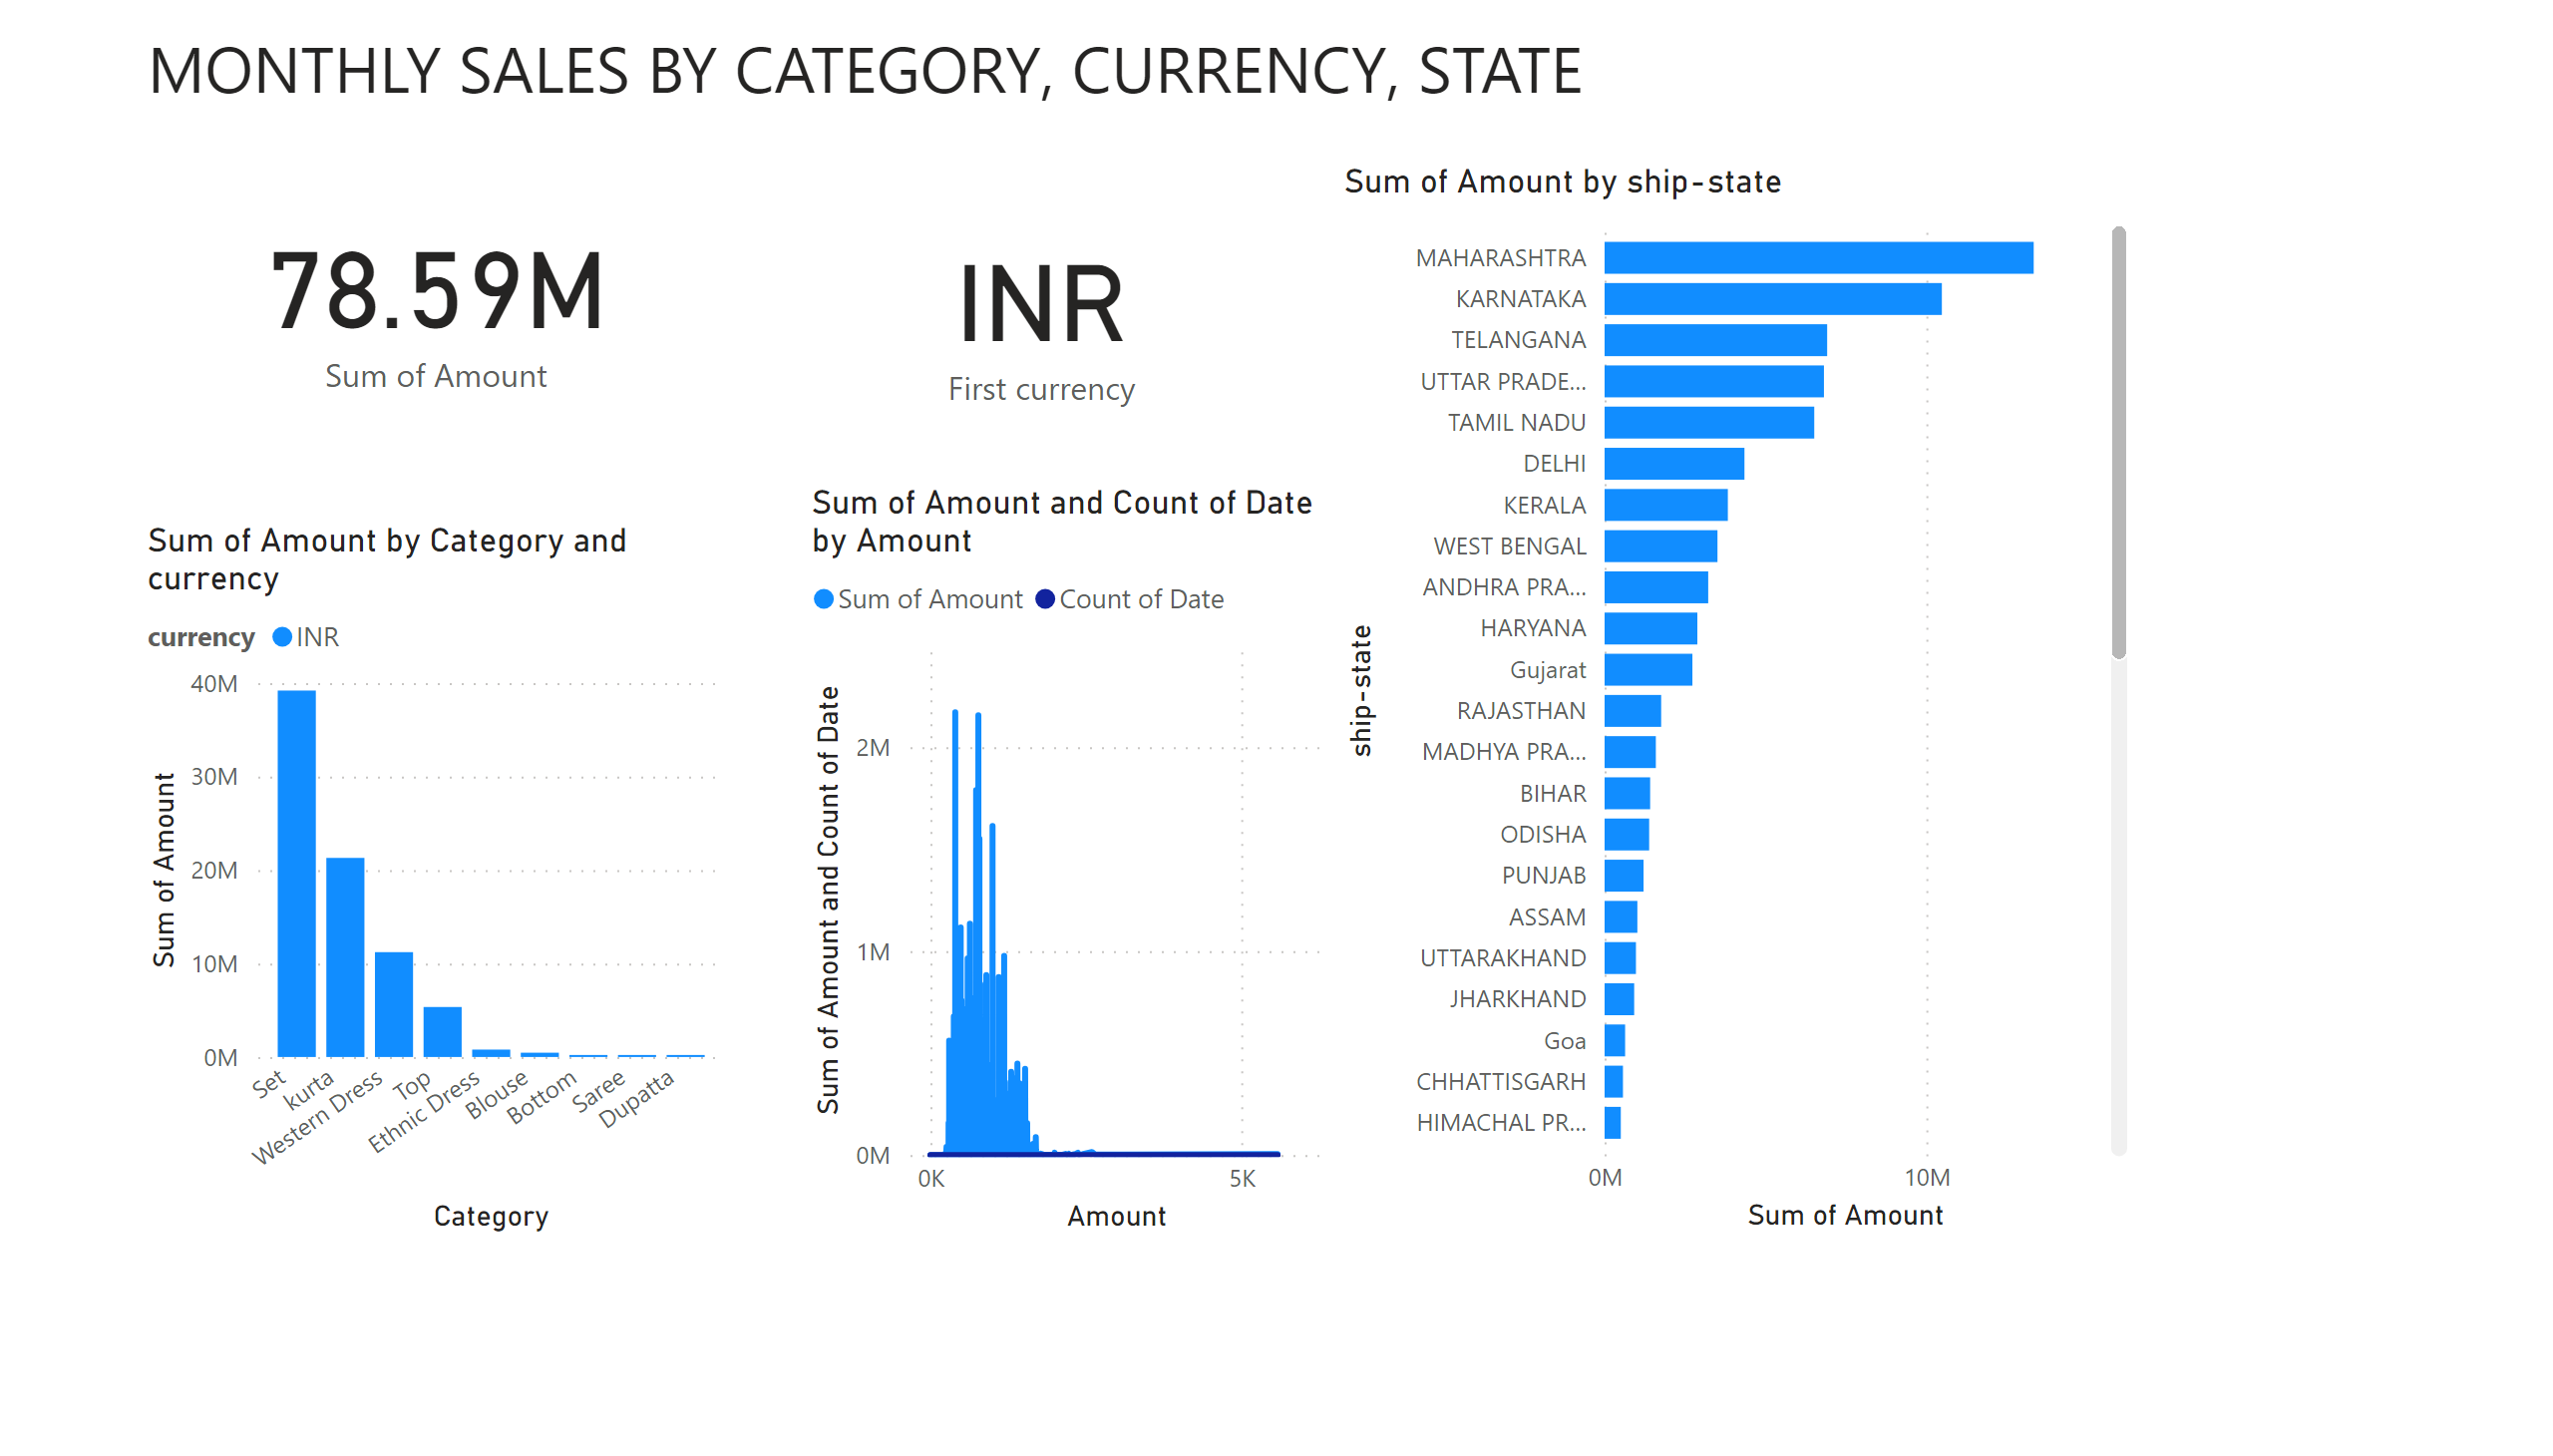 MONTHLY SALES BY CATEGORY, CURRENCY, STATE
78.59M
Sum of Amount
INR
First currency
Sum of Amount by Category and
currency
currency INR
Sum of Amount
40M
30M
20M
10M
0M
Set
kurta
Western Dress
Top
Ethnic Dress
Blouse
Bottom
Saree
Dupatta
Category
Sum of Amount and Count of Date
by Amount
Sum of Amount Count of Date
Sum of Amount and Count of Date
2M
1M
0M
0K 5K
Amount
Sum of Amount by ship-state
ship-state
MAHARASHTRA
KARNATAKA
TELANGANA
UTTAR PRADE...
TAMIL NADU
DELHI
KERALA
WEST BENGAL
ANDHRA PRA...
HARYANA
Gujarat
RAJASTHAN
MADHYA PRA...
BIHAR
ODISHA
PUNJAB
ASSAM
UTTARAKHAND
JHARKHAND
Goa
CHHATTISGARH
HIMACHAL PR...
0M 10M
Sum of Amount